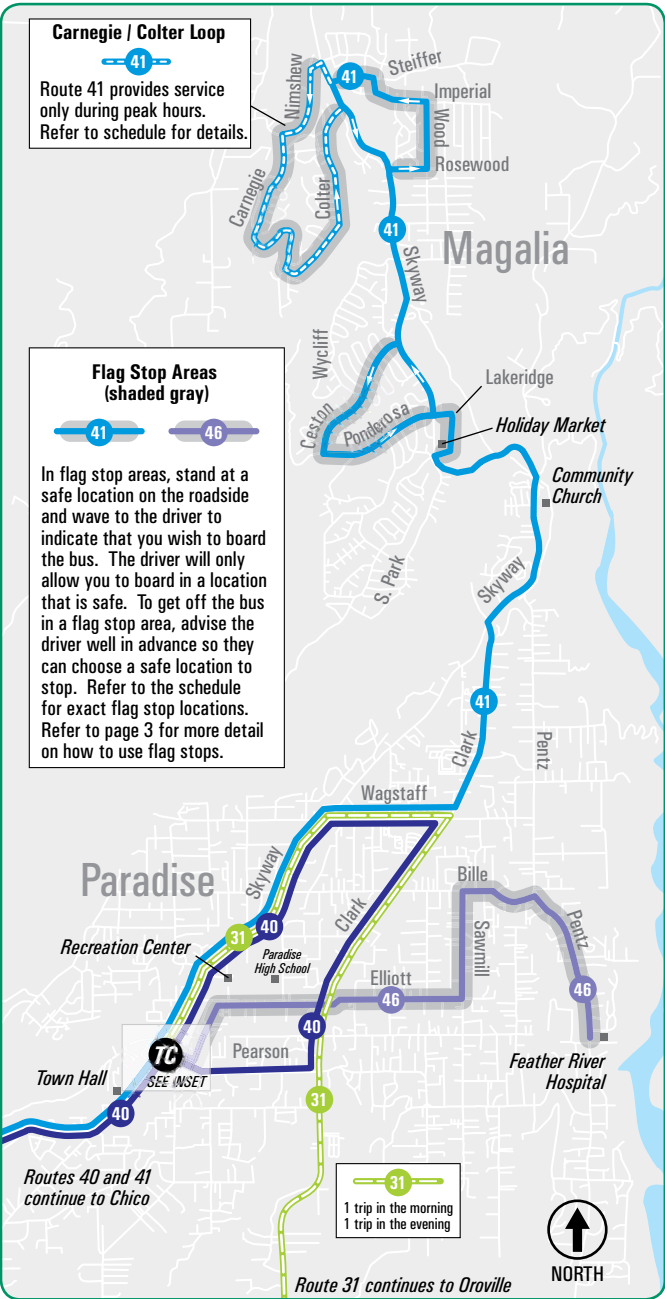 Carnegie / Colter Loop
41
Route 41 provides service
only during peak hours.
Refer to schedule for details.
Nimshew
41
Steiffer
Imperial
Wood
Rosewood
Carnegie
Colter
41
Magalia
Skyway
Wycliff
Flag Stop Areas
(shaded gray)
41
46
In flag stop areas, stand at a
safe location on the roadside
and wave to the driver to
indicate that you wish to board
the bus. The driver will only
allow you to board in a location
that is safe. To get off the bus
in a flag stop area, advise the
driver well in advance so they
can choose a safe location to
stop. Refer to the schedule
for exact flag stop locations.
Refer to page 3 for more detail
on how to use flag stops.
Lakeridge
Ceston
Ponderosa
Holiday Market
Community
Church
S. Park
Skyway
41
Clark
Pentz
Wagstaff
Paradise
Skyway
Clark
Bille
Pentz
Sawmill
31
40
Recreation Center
Paradise
High School
Elliott
46
46
40
Pearson
TC
SEE INSET
Town Hall
40
Feather River
Hospital
31
Routes 40 and 41
continue to Chico
31
1 trip in the morning
1 trip in the evening
NORTH
Route 31 continues to Oroville